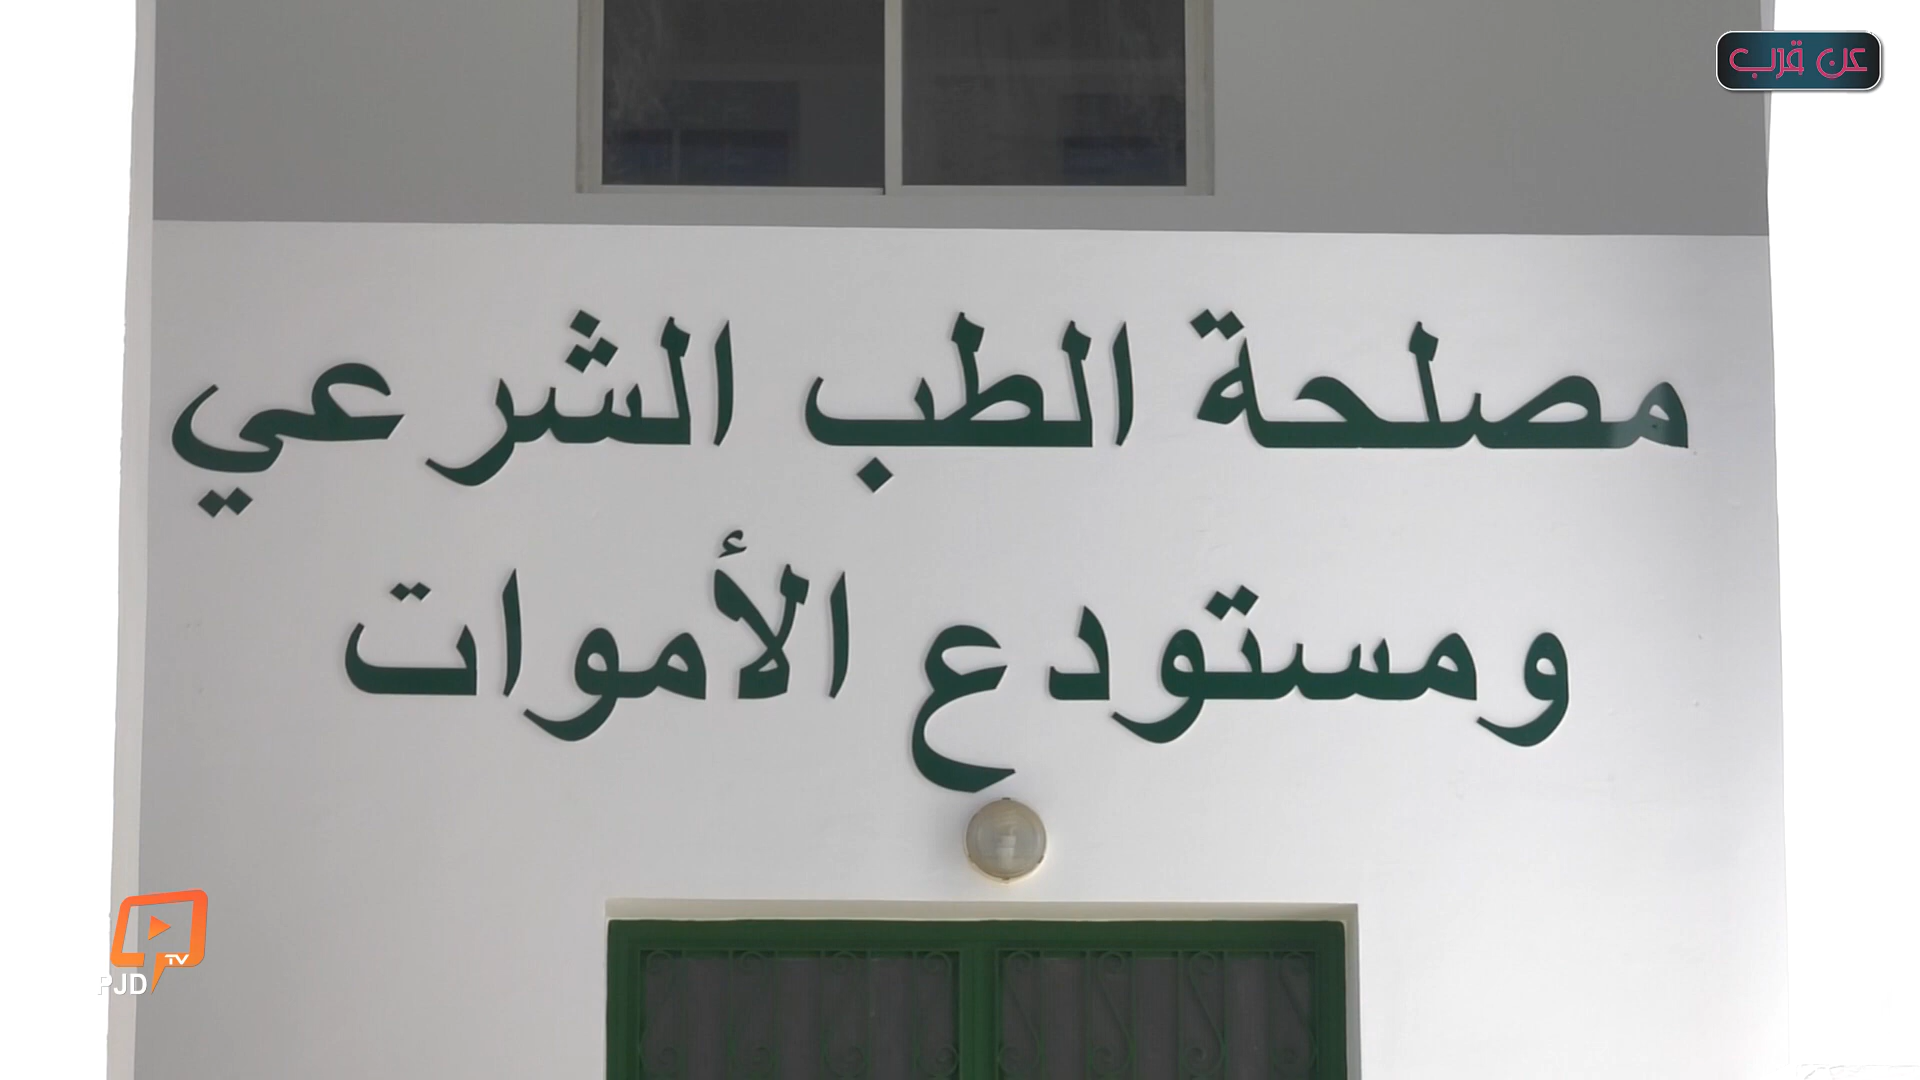 عن قرب
مصلحة الطب الشرعي
ومستودع الأموات
TV
PJD